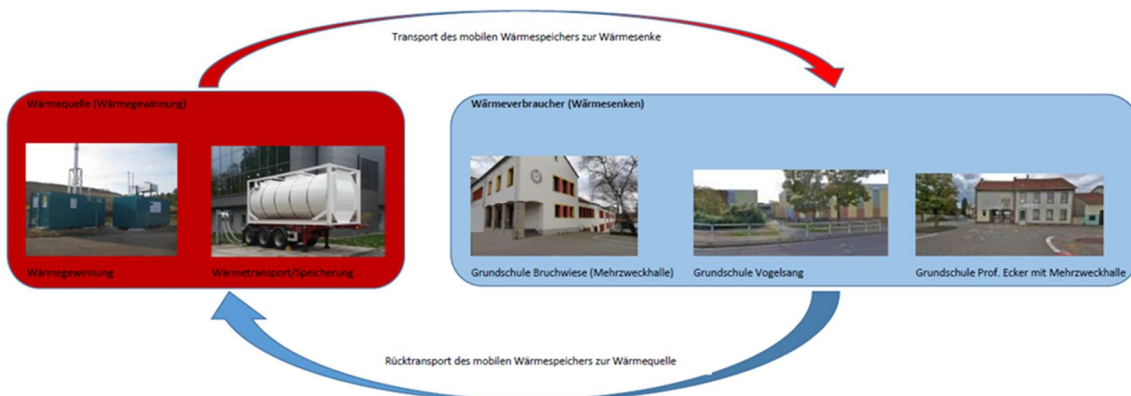 Transport des mobilen Wärmespeichers zur Wärmesenke
Wärmequelle (Wärmegewinnung)
Wärmegewinnung
Wärmetransport/Speicherung
Wärmeverbraucher (Wärmesenken)
Grundschule Bruchwiese (Mehrzweckhalle)
Grundschule Vogelsang
Grundschule Prof. Ecker mit Mehrzweckhalle
Rücktransport des mobilen Wärmespeichers zur Wärmequelle